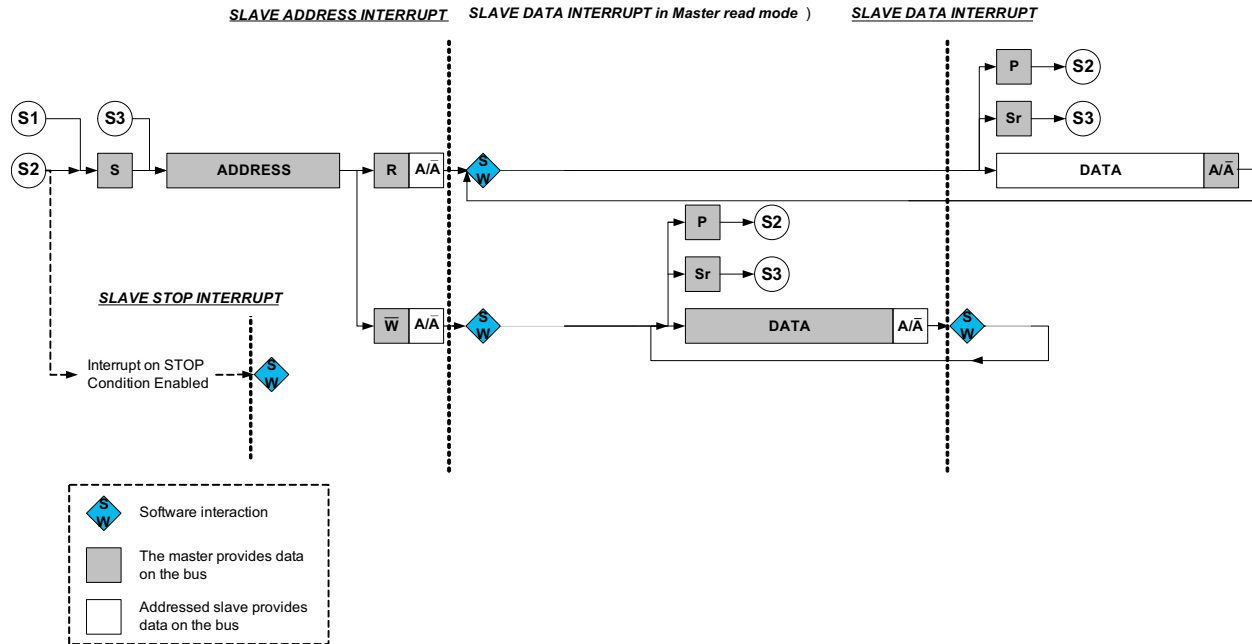 SLAVE ADDRESS INTERRUPT SLAVE DATA INTERRUPT in Master read mode ) SLAVE DATA INTERRUPT
P S2
S1 S3 Sr S3
S2 S ADDRESS R A/A̅ S W DATA A/A̅
P S2
Sr S3
SLAVE STOP INTERRUPT
W̅ A/A̅ S W DATA A/A̅ S W
Interrupt on STOP
Condition Enabled
S W
S W
Software interaction
The master provides data
on the bus
Addressed slave provides
data on the bus